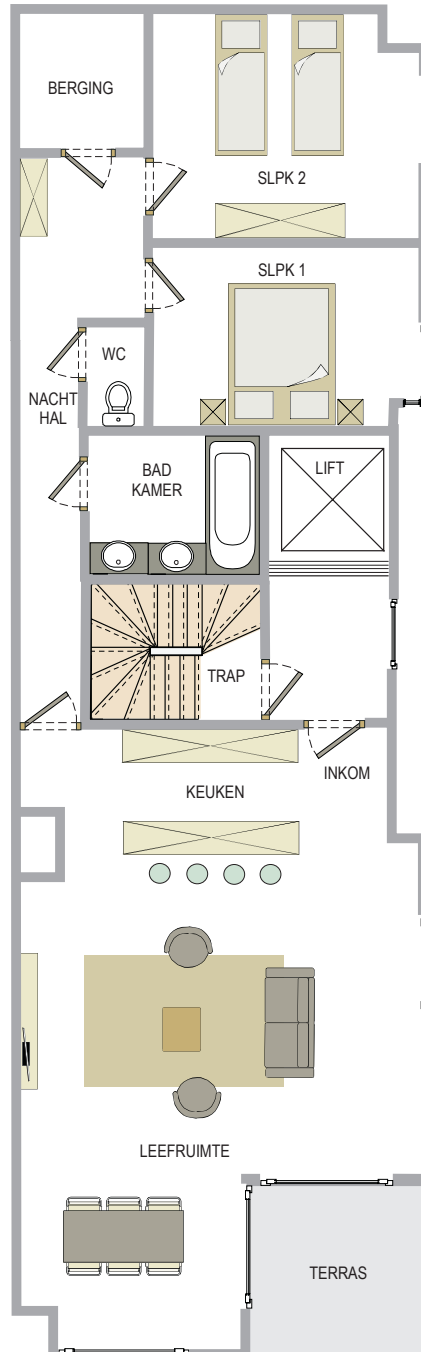 BERGING
SLPK 2
SLPK 1
WC
NACHT
HAL
BAD
KAMER
LIFT
TRAP
INKOM
KEUKEN
LEEFRUIMTE
TERRAS